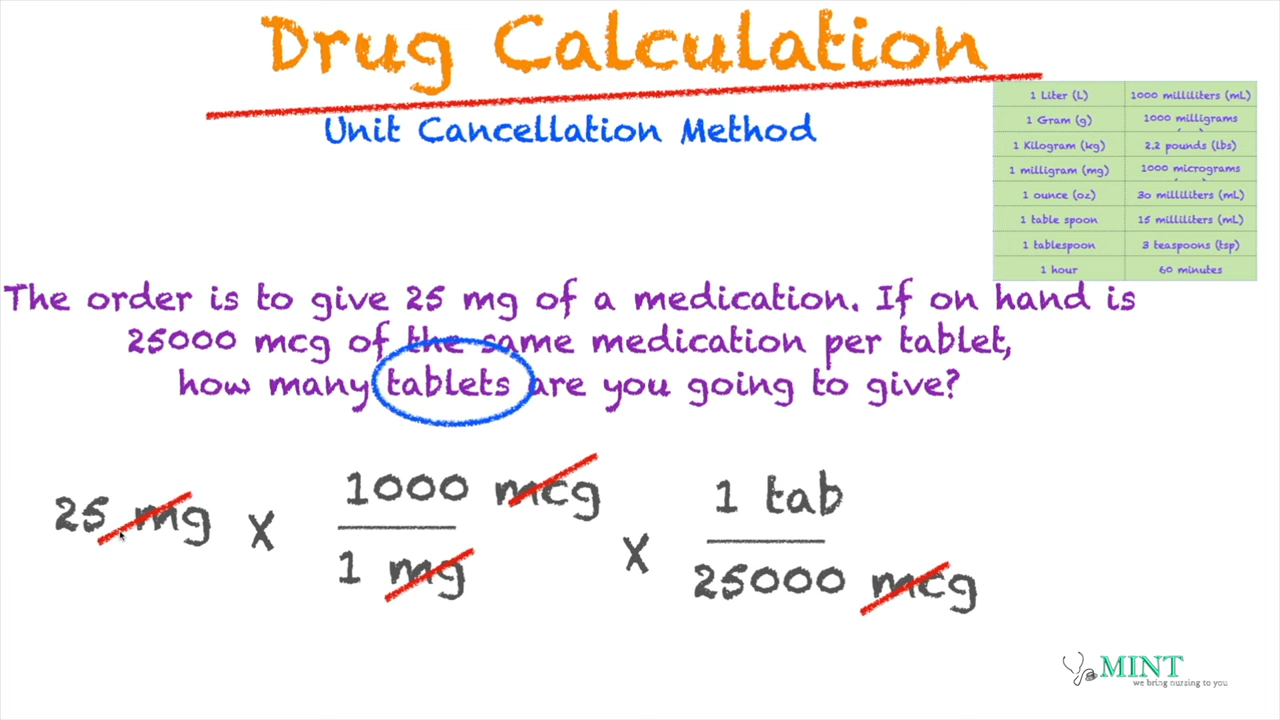 Drug Calculation
Unit Cancellation Method
1 Liter (L) 1000 milliliters (mL)
1 Gram (g) 1000 milligrams
1 Kilogram (kg) 2.2 pounds (lbs)
1 milligram (mg) 1000 micrograms
1 ounce (oz) 30 milliliters (mL)
1 table spoon 15 milliliters (mL)
1 tablespoon 3 teaspoons (tsp)
1 hour 60 minutes
The order is to give 25 mg of a medication. If on hand is
25000 mcg of the same medication per tablet,
how many tablets are you going to give?
25 mg x 1000 mcg x 1 tab
1 mg 25000 mcg
MINT
we bring nursing to you